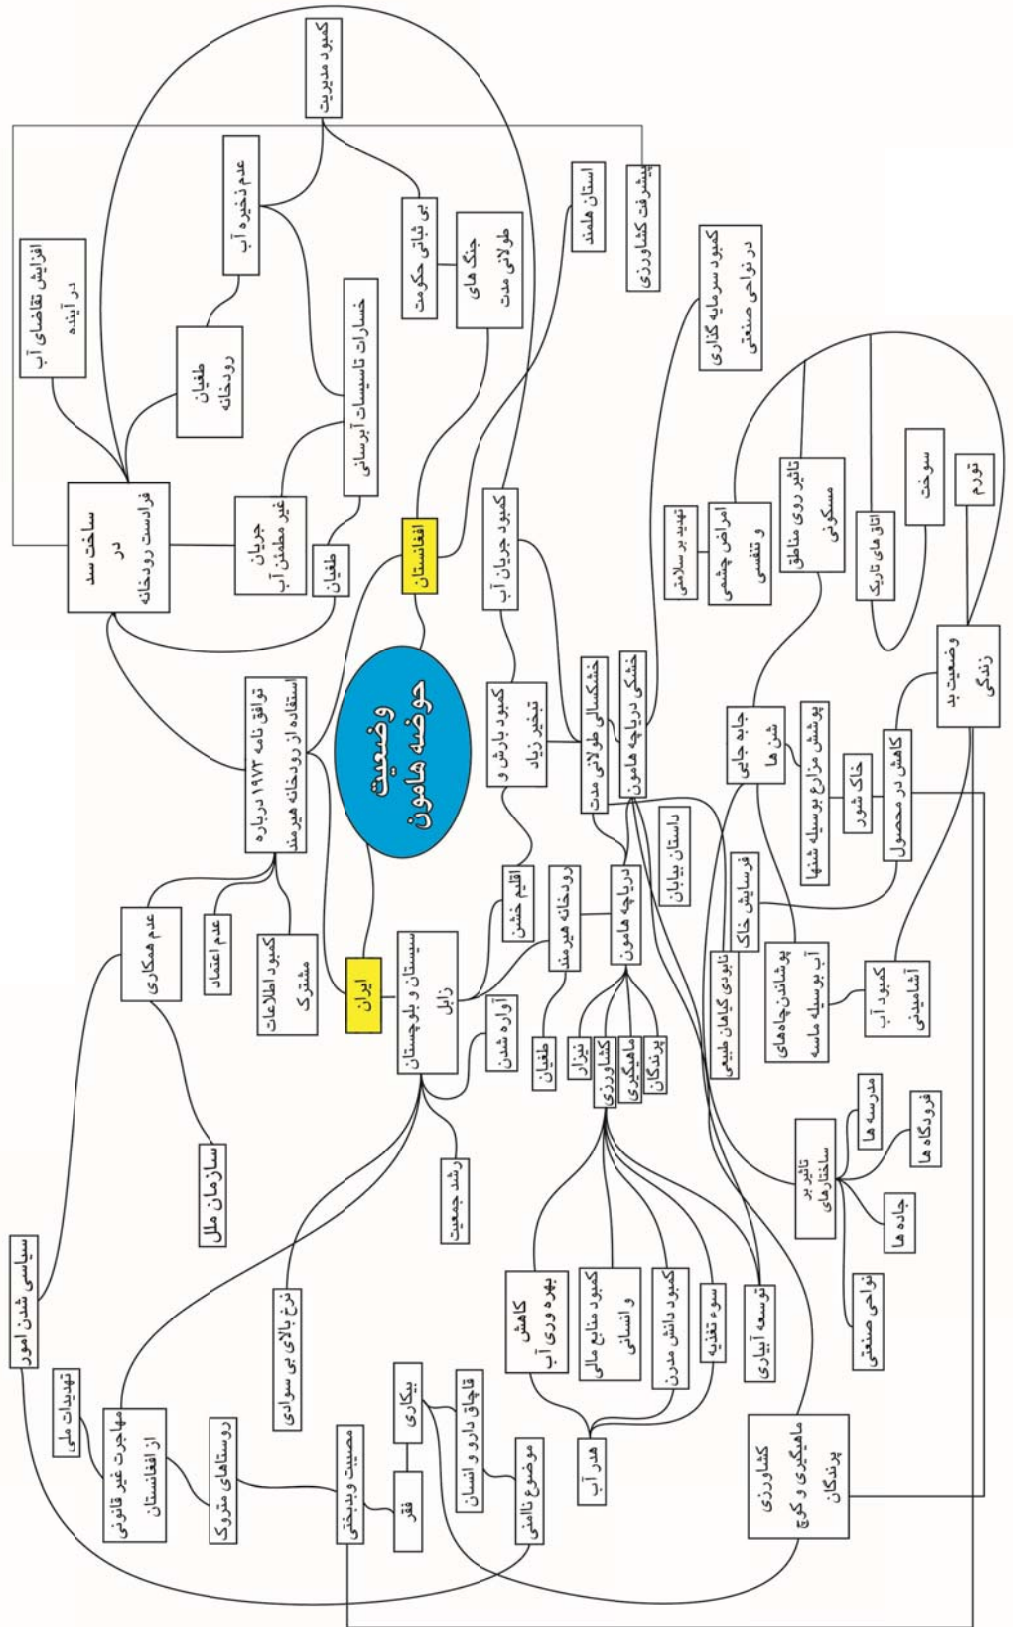 وضعیت
حوضه هامون
افغانستان
ایران
کمبود مدیریت
عدم ذخیره آب
بی ثباتی حکومت
جنگ های
طولانی مدت
استان هلمند
پیشرفت کشاورزی
افزایش تقاضای آب
در آینده
طغیان
رودخانه
خسارات تاسیسات آبرسانی
ساخت سد
در
فرادست رودخانه
جریان
غیر مطمئن آب
طغیان
کمبود جریان آب
کمبود سرمایه گذاری
در نواحی صنعتی
توافق نامه ۱۹۷۳ درباره
استفاده از رودخانه هیرمند
عدم همکاری
عدم اعتماد
کمبود اطلاعات
مشترک
سازمان ملل
سیاسی شدن امور
کمبود بارش و
تبخیر زیاد
خشکسالی طولانی مدت
خشکی دریاچه هامون
اقلیم خشن
سیستان و بلوچستان
زابل
آواره شدن
رودخانه هیرمند
طغیان
دریاچه هامون
داستان بیابان
نیزار
کشاورزی
ماهیگیری
پرندگان
رشد جمعیت
نرخ بالای بی سوادی
مهاجرت غیر قانونی
از افغانستان
تهدیدات ملی
روستاهای متروک
مصیبت و بدبختی
فقر
بیکاری
قاچاق دارو و انسان
موضوع ناامنی
کاهش
بهره وری آب
کمبود منابع مالی
و انسانی
کمبود دانش مدرن
سوء تغذیه
توسعه آبیاری
هدر آب
کشاورزی
ماهیگیری و کوچ
پرندگان
تهدید بر سلامتی
امراض چشمی
و تنفسی
تاثیر روی مناطق
مسکونی
اتاق های تاریک
سوخت
تورم
وضعیت بد
زندگی
جابه جایی
شن ها
پوشش مزارع بوسیله شنها
خاک شور
کاهش در محصول
فرسایش خاک
نابودی گیاهان طبیعی
پوشاندن چاه‌های
آب بوسیله ماسه
کمبود آب
آشامیدنی
تاثیر بر
ساختارهای
مدرسه ها
فرودگاه ها
جاده ها
نواحی صنعتی